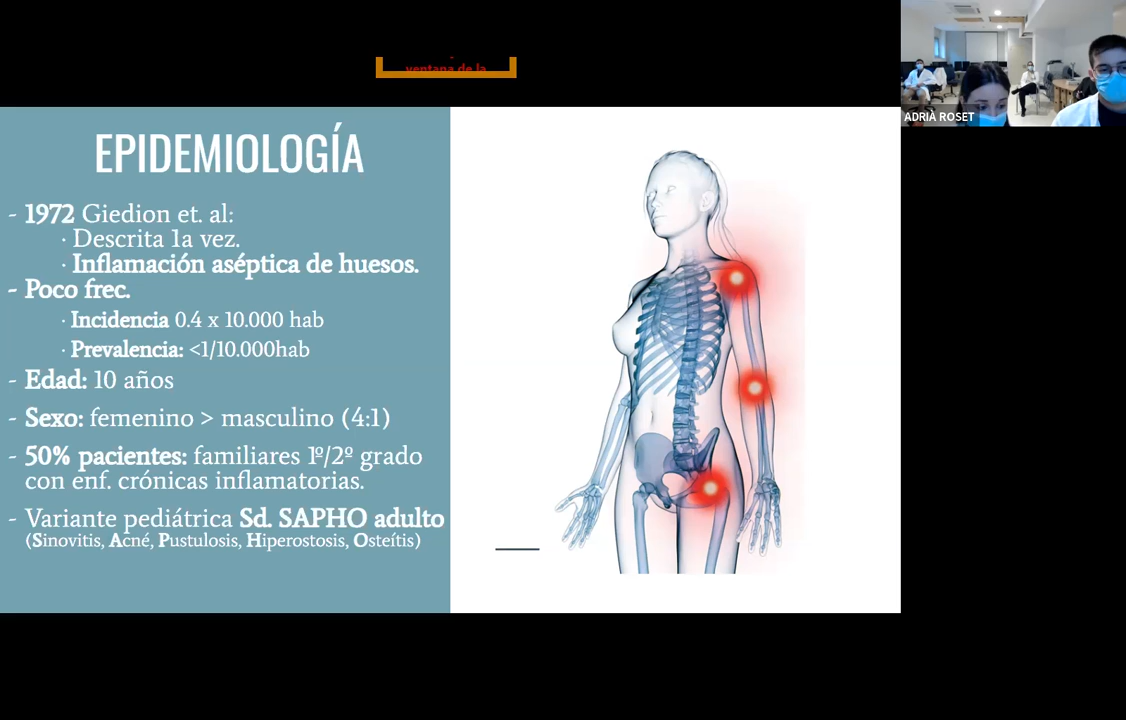 ventana de la
ADRIÀ ROSET
EPIDEMIOLOGÍA
- 1972 Giedion et. al:
· Descrita 1a vez.
· Inflamación aséptica de huesos.
- Poco frec.
· Incidencia 0.4 x 10.000 hab
· Prevalencia: <1/10.000hab
- Edad: 10 años
- Sexo: femenino > masculino (4:1)
- 50% pacientes: familiares 1º/2º grado
con enf. crónicas inflamatorias.
- Variante pediátrica Sd. SAPHO adulto
(Sinovitis, Acné, Pustulosis, Hiperostosis, Osteítis)